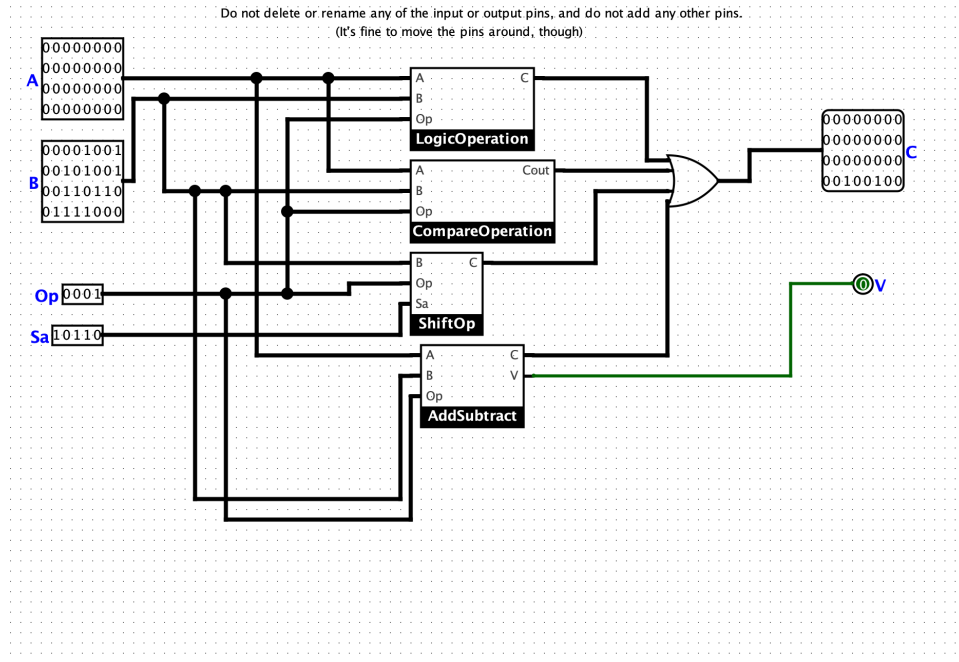 Do not delete or rename any of the input or output pins, and do not add any other pins.
(It's fine to move the pins around, though)
A
00000000
00000000
00000000
00000000
B
00001001
00101001
00110110
01111000
Op 0001
Sa 10110
A C
B
Op
LogicOperation
A Cout
B
Op
CompareOperation
B C
Op
Sa
ShiftOp
A C
B V
Op
AddSubtract
00000000
00000000
00000000
00100100
C
0 V